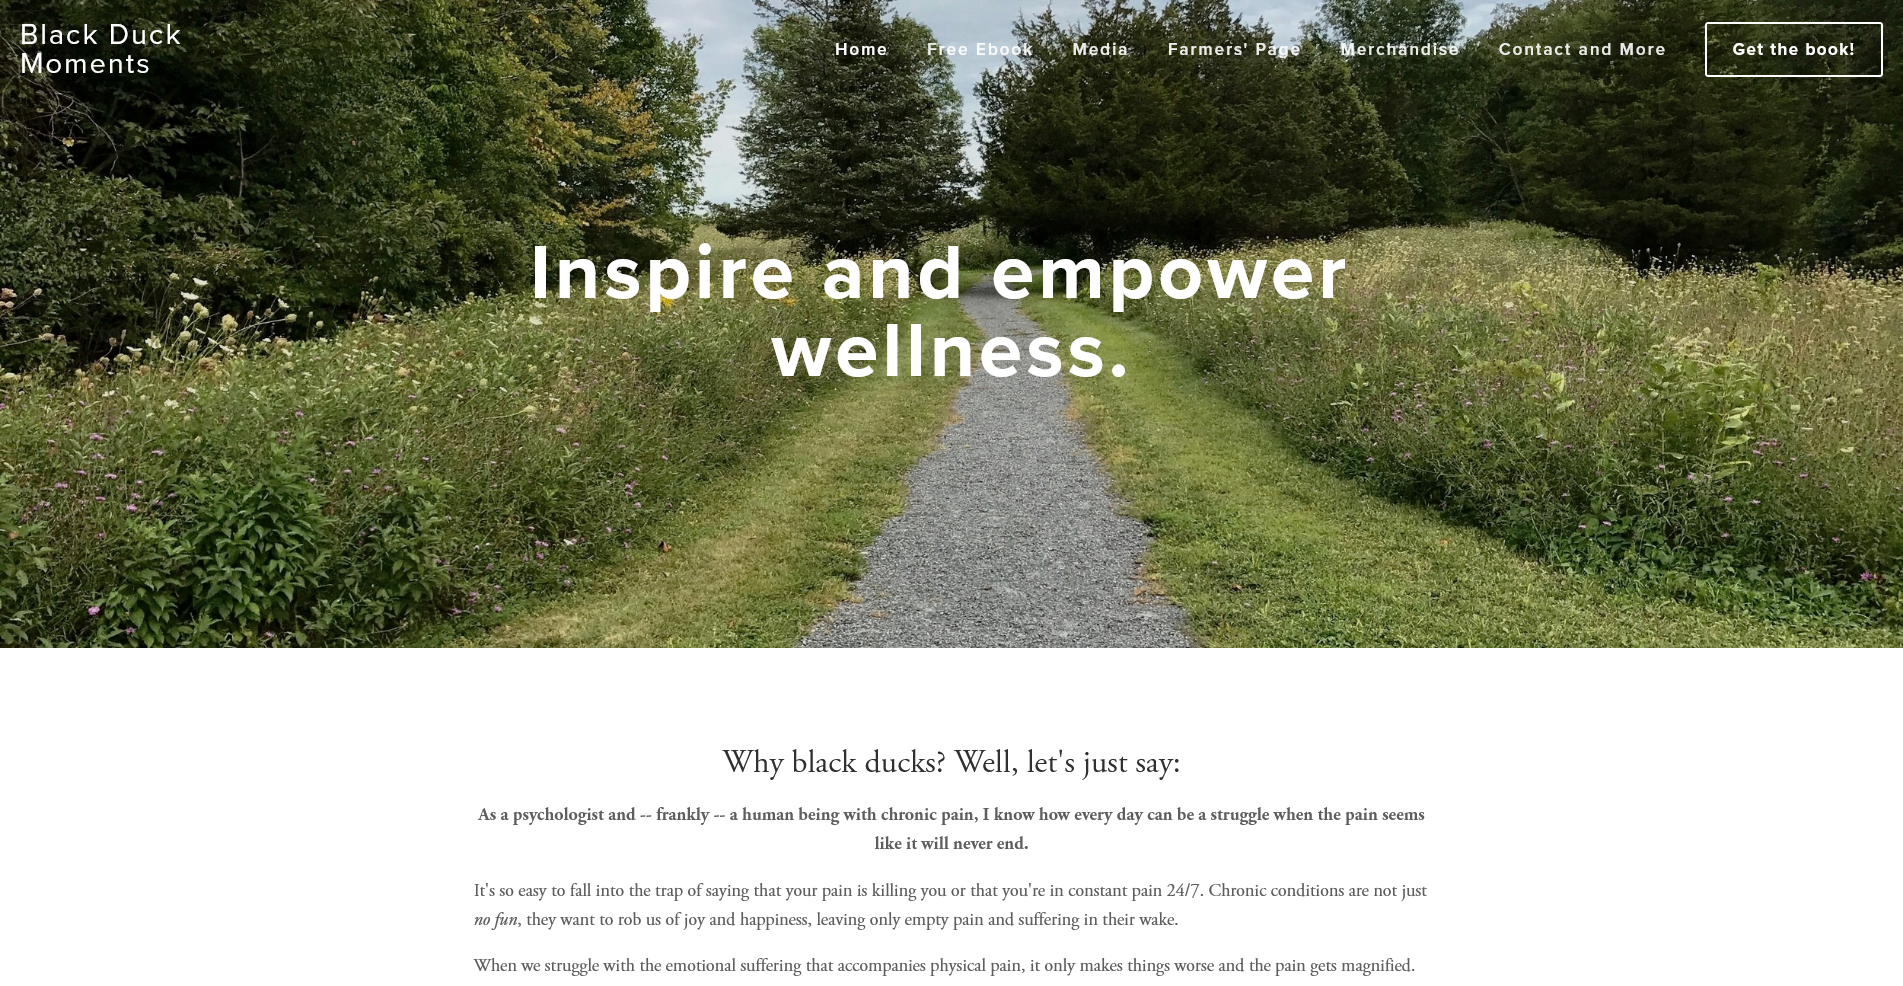 Black Duck
Moments
Home
Free Ebook
Media
Farmers' Page
Merchandise
Contact and More
Get the book!
Inspire and empower
wellness.
Why black ducks? Well, let's just say:
As a psychologist and -- frankly -- a human being with chronic pain, I know how every day can be a struggle when the pain seems
like it will never end.
It's so easy to fall into the trap of saying that your pain is killing you or that you're in constant pain 24/7. Chronic conditions are not just
no fun, they want to rob us of joy and happiness, leaving only empty pain and suffering in their wake.
When we struggle with the emotional suffering that accompanies physical pain, it only makes things worse and the pain gets magnified.